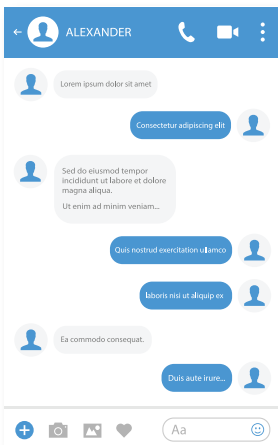 ALEXANDER
Lorem ipsum dolor sit amet
Consectetur adipiscing elit
Sed do eiusmod tempor
incididunt ut labore et dolore
magna aliqua.
Ut enim ad minim veniam...
Quis nostrud exercitation ullamco
laboris nisi ut aliquip ex
Ea commodo consequat.
Duis aute irure...
Aa